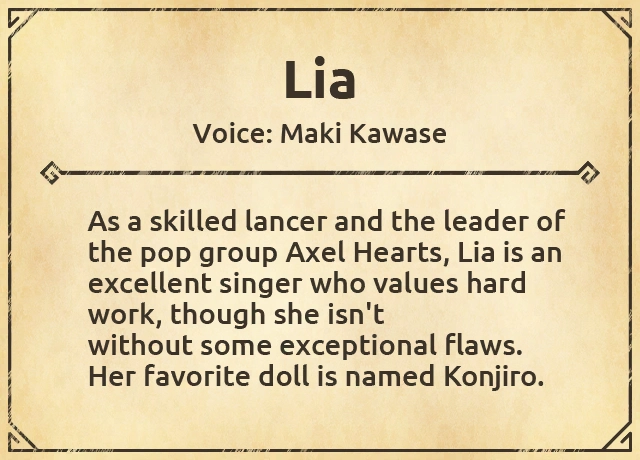 Lia
Voice: Maki Kawase
As a skilled lancer and the leader of
the pop group Axel Hearts, Lia is an
excellent singer who values hard
work, though she isn't
without some exceptional flaws.
Her favorite doll is named Konjiro.